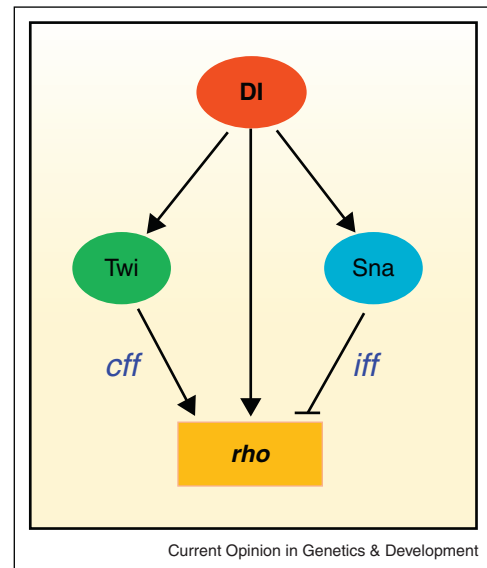 Dl
Twi
Sna
cff
iff
rho
Current Opinion in Genetics & Development